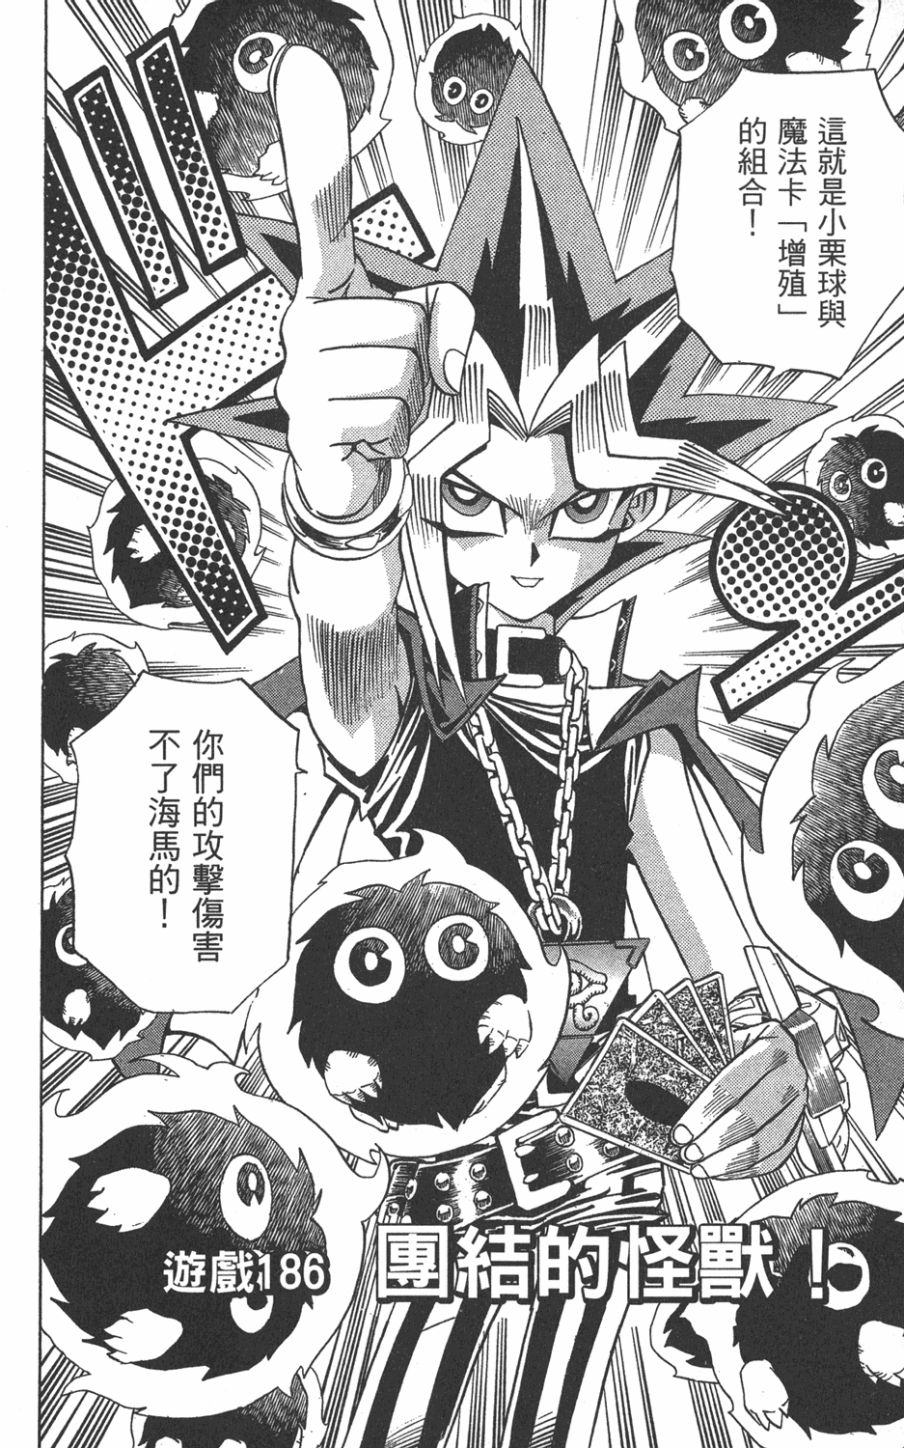 這就是小栗球與
魔法卡「增殖」
的組合！
你們的攻擊傷害
不了海馬的！
遊戲186
團結的怪獸！